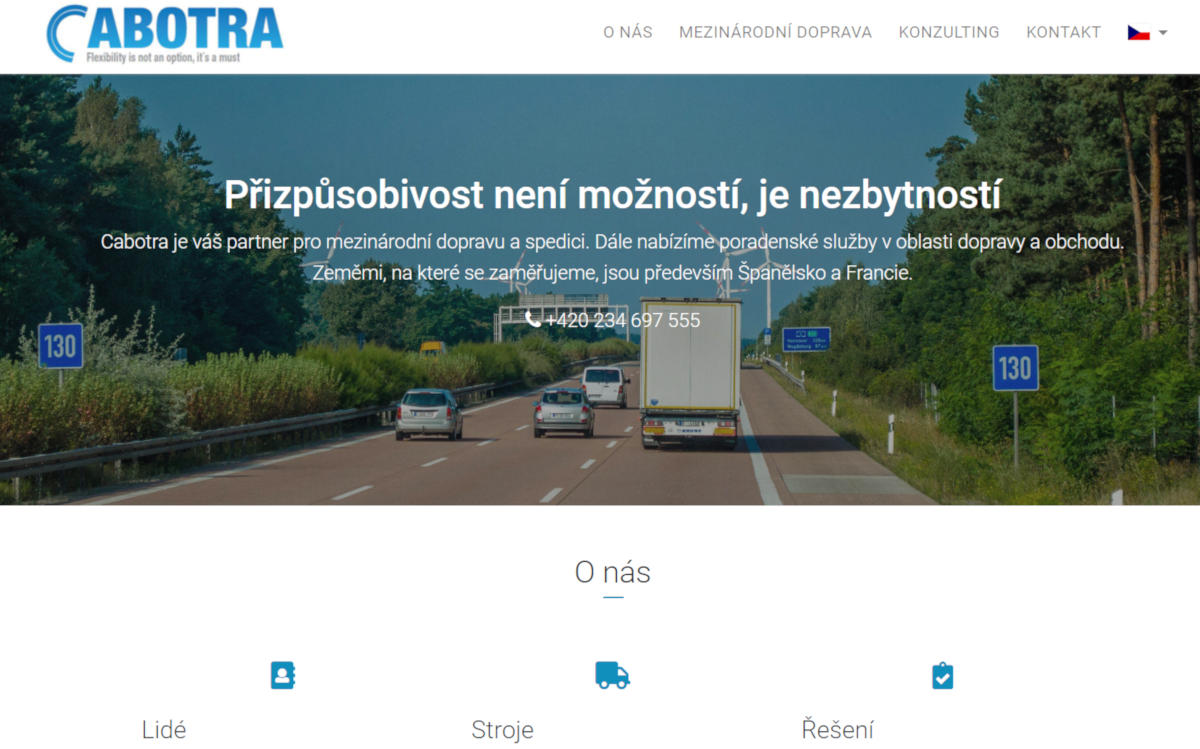 CABOTRA
Flexibility is not an option, it's a must
O NÁS MEZINÁRODNÍ DOPRAVA KONZULTING KONTAKT
Přizpůsobivost není možností, je nezbytností
Cabotra je váš partner pro mezinárodní dopravu a spedici. Dále nabízíme poradenské služby v oblasti dopravy a obchodu.
Zeměmi, na které se zaměřujeme, jsou především Španělsko a Francie.
+420 234 697 555
130
130
O nás
Lidé Stroje Řešení